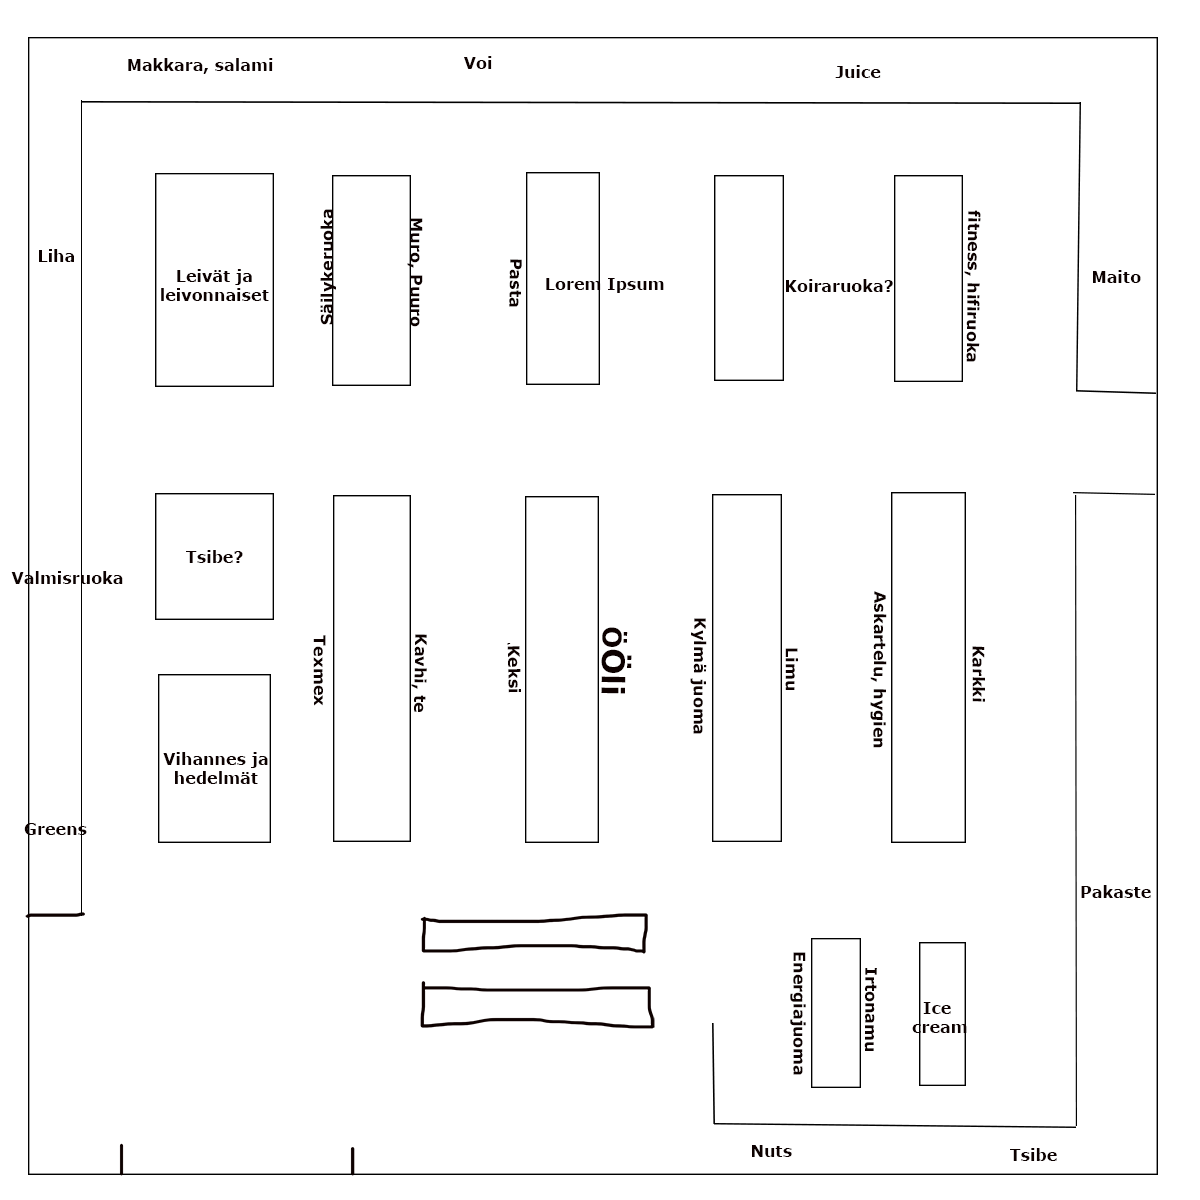 Makkara, salami
Voi
Juice
Liha
Leivät ja
leivonnaiset
Säilykeruoka
Muro, Puuro
Pasta
Lorem Ipsum
Koiraruoka?
fitness, hifiruoka
Maito
Tsibe?
Valmisruoka
Texmex
Kavhi, te
.Keksi
öÖli
Kylmä juoma
Limu
Askartelu, hygien
Karkki
Vihannes ja
hedelmät
Greens
Pakaste
Energiajuoma
Irtonamu
Ice
cream
Nuts
Tsibe